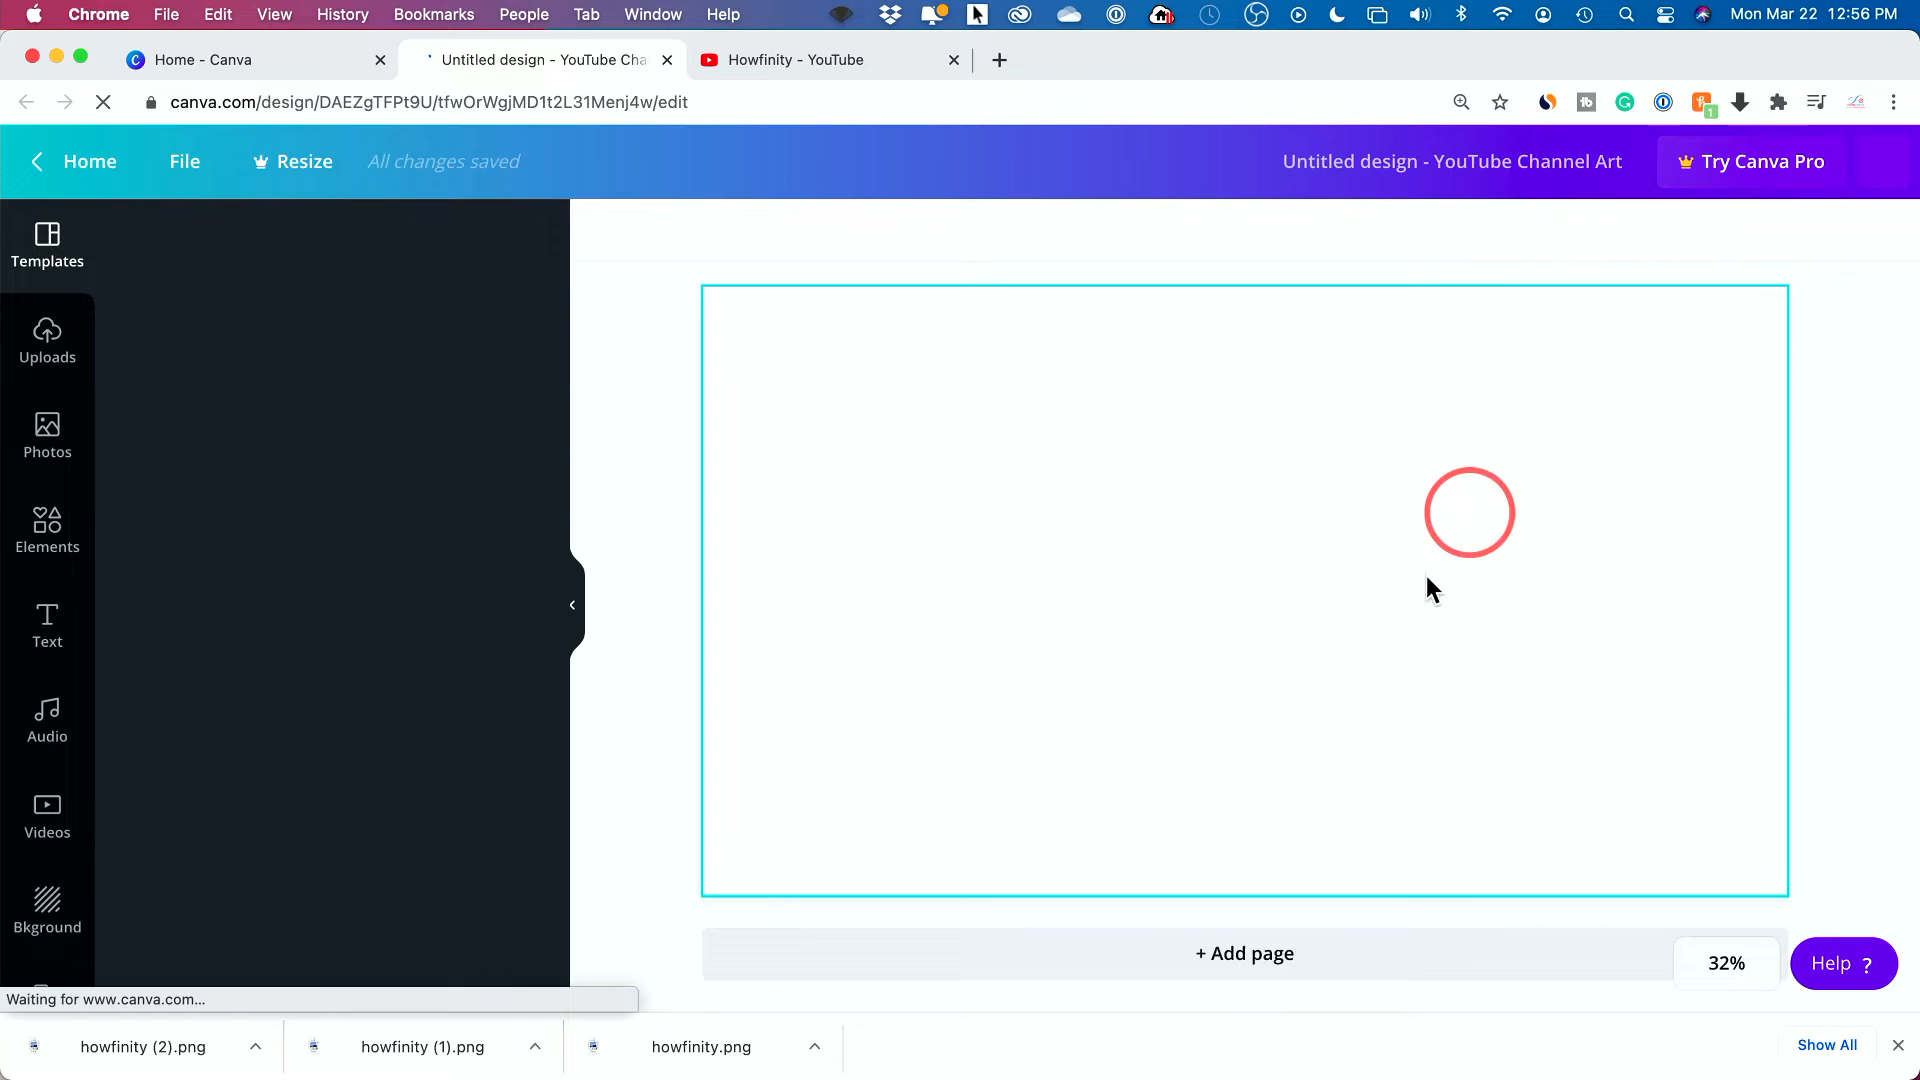 Chrome File Edit View History Bookmarks People Tab Window Help Mon Mar 22 12:56 PM
Home - Canva Untitled design - YouTube Cha Howfinity - YouTube
canva.com/design/DAEZgTFPt9U/tfwOrWgjMD1t2L31Menj4w/edit
Home File Resize All changes saved Untitled design - YouTube Channel Art Try Canva Pro
Templates
Uploads
Photos
Elements
Text
Audio
Videos
Bkground
+ Add page
32%
Help ?
Waiting for www.canva.com...
howfinity (2).png howfinity (1).png howfinity.png Show All